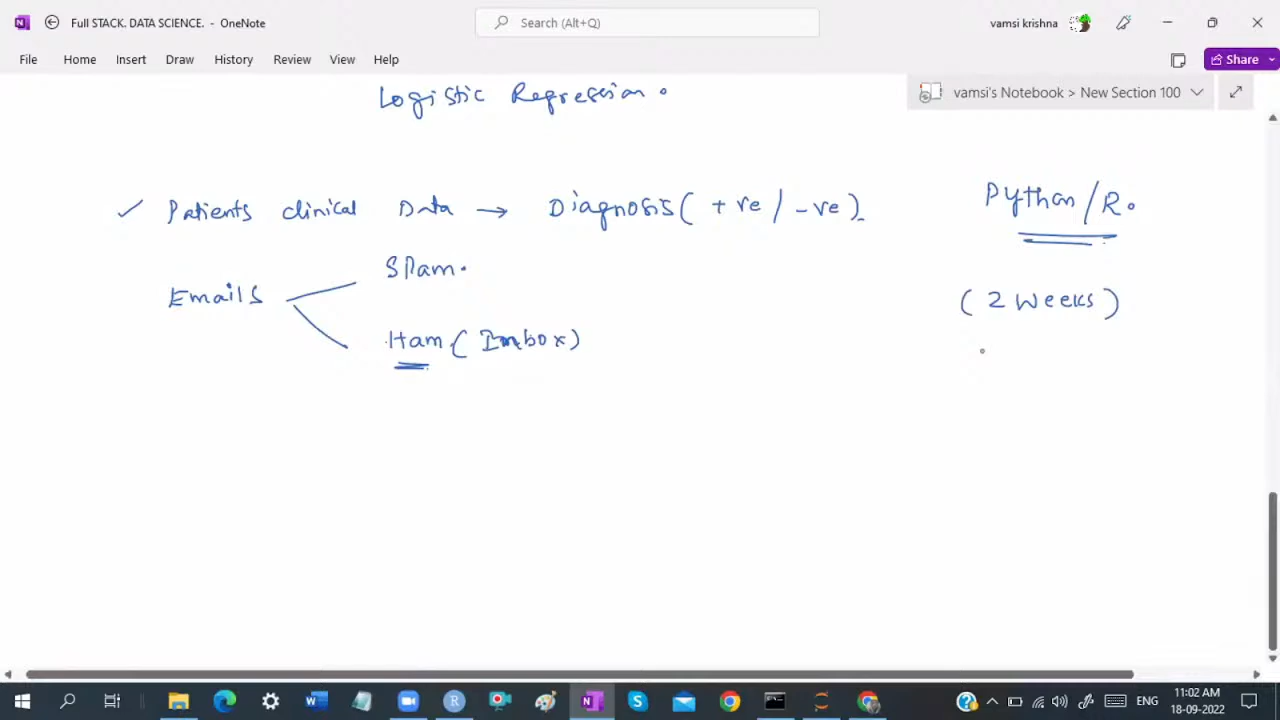 Full STACK. DATA SCIENCE. - OneNote
Search (Alt+Q)
vamsi krishna
File Home Insert Draw History Review View Help
Share
vamsi's Notebook > New Section 100
Logistic Regression.
✓ Patients clinical Data → Diagnosis ( +ve / -ve )
Python/R.
Emails
Spam.
Ham ( Inbox )
( 2 Weeks )
ENG
11:02 AM
18-09-2022